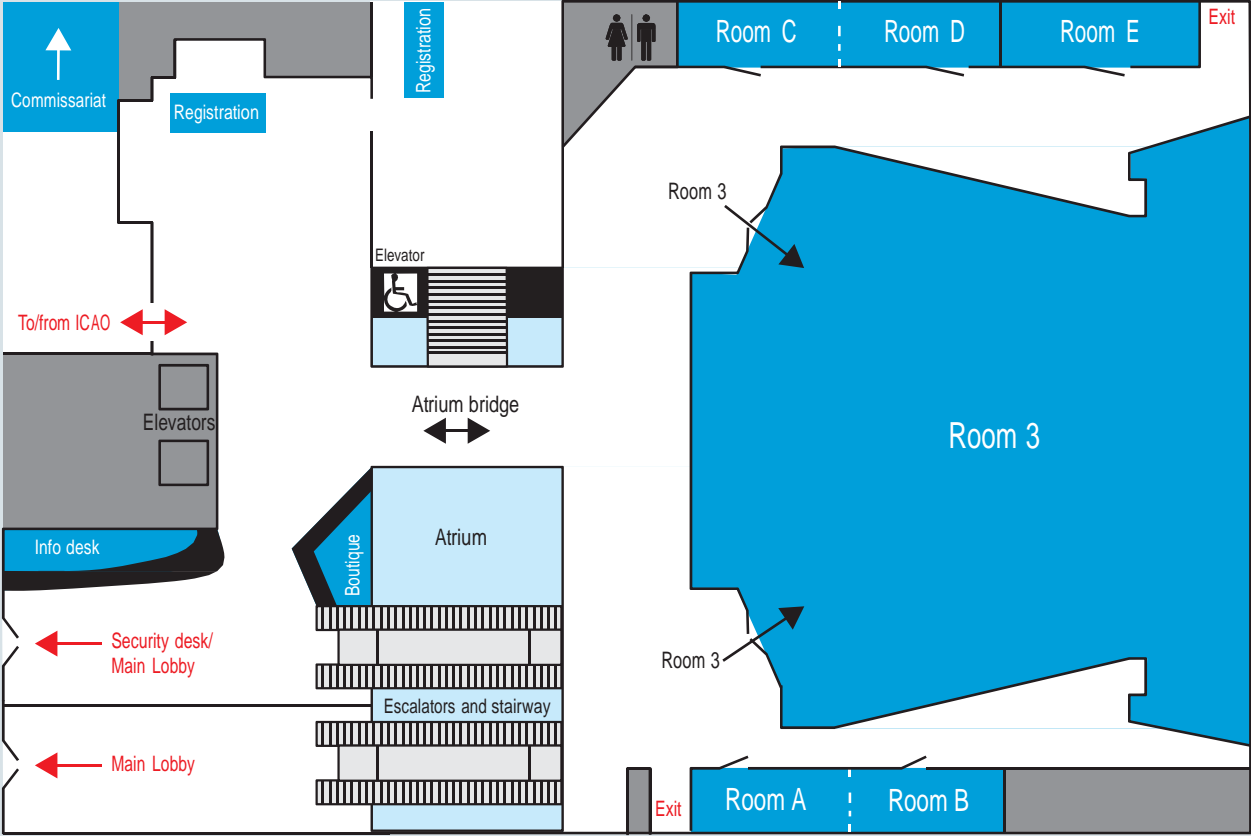 Room C
Room D
Room E
Exit
Registration
Commissariat
Registration
Room 3
Elevator
To/from ICAO
Atrium bridge
Elevators
Room 3
Atrium
Info desk
Boutique
Security desk/
Main Lobby
Room 3
Escalators and stairway
Main Lobby
Exit
Room A
Room B